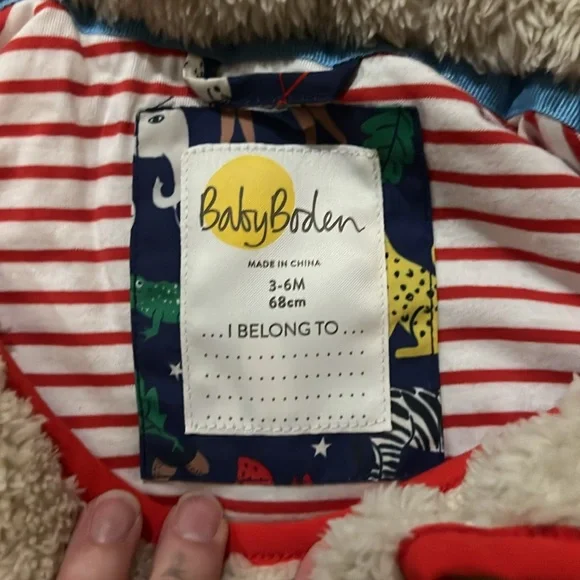 BabyBoden
MADE IN CHINA
3-6M
68cm
...I BELONG TO...